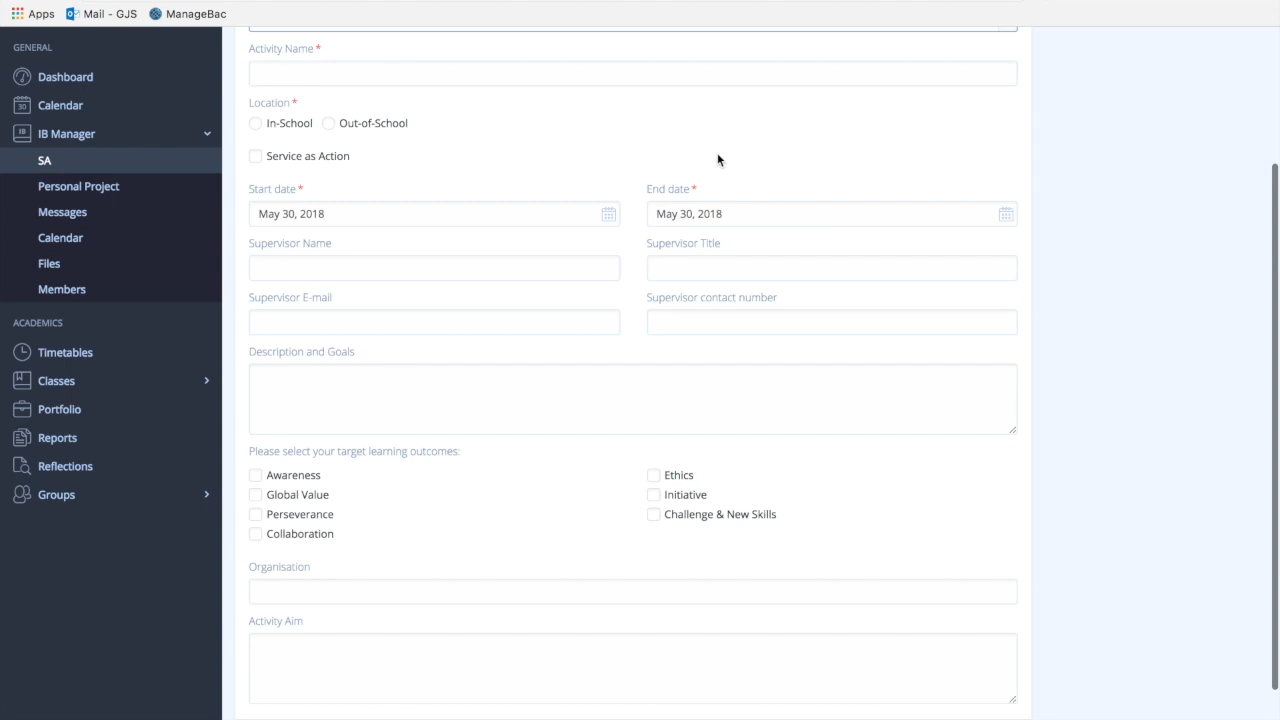 Apps Mail - GJS ManageBac
GENERAL
Dashboard
30 Calendar
IB IB Manager
SA
Personal Project
Messages
Calendar
Files
Members
ACADEMICS
Timetables
Classes
Portfolio
Reports
Reflections
Groups
Activity Name *
Location *
In-School Out-of-School
Service as Action
Start date * End date *
May 30, 2018 May 30, 2018
Supervisor Name Supervisor Title
Supervisor E-mail Supervisor contact number
Description and Goals
Please select your target learning outcomes:
Awareness Ethics
Global Value Initiative
Perseverance Challenge & New Skills
Collaboration
Organisation
Activity Aim